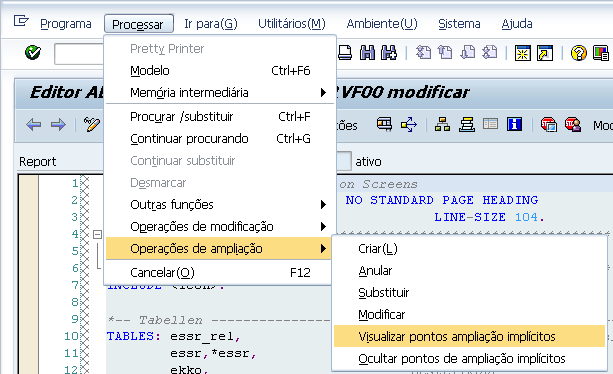 Programa Processar Ir para(G) Utilitários(M) Ambiente(U) Sistema Ajuda
Pretty Printer
Modelo Ctrl+F6
Memória intermediária
Procurar /substituir Ctrl+F
Continuar procurando Ctrl+G
Continuar substituir
Desmarcar
Outras funções
Operações de modificação
Operações de ampliação
Cancelar(O) F12
Editor AB VF00 modificar
ções Mod
Report ativo
Criar(L)
Anular
Substituir
Modificar
Visualizar pontos ampliação implícitos
Ocultar pontos de ampliação implícitos
1 on Screens
2 NO STANDARD PAGE HEADING
3 LINE-SIZE 104.
4
5
6
7 INCLUDE <icon>.
8
9 *-- Tabellen
10 TABLES: essr_rel,
11 essr,*essr,
12 ekko,